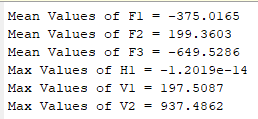 Mean Values of F1 = -375.0165
Mean Values of F2 = 199.3603
Mean Values of F3 = -649.5286
Max Values of H1 = -1.2019e-14
Max Values of V1 = 197.5087
Max Values of V2 = 937.4862